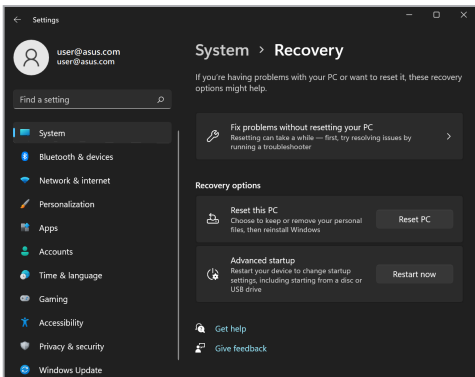 Settings
user@asus.com
user@asus.com
Find a setting
System
Bluetooth & devices
Network & internet
Personalization
Apps
Accounts
Time & language
Gaming
Accessibility
Privacy & security
Windows Update
System > Recovery
If you're having problems with your PC or want to reset it, these recovery
options might help.
Fix problems without resetting your PC
Resetting can take a while — first, try resolving issues by
running a troubleshooter
Recovery options
Reset this PC
Choose to keep or remove your personal
files, then reinstall Windows
Reset PC
Advanced startup
Restart your device to change startup
settings, including starting from a disc or
USB drive
Restart now
Get help
Give feedback